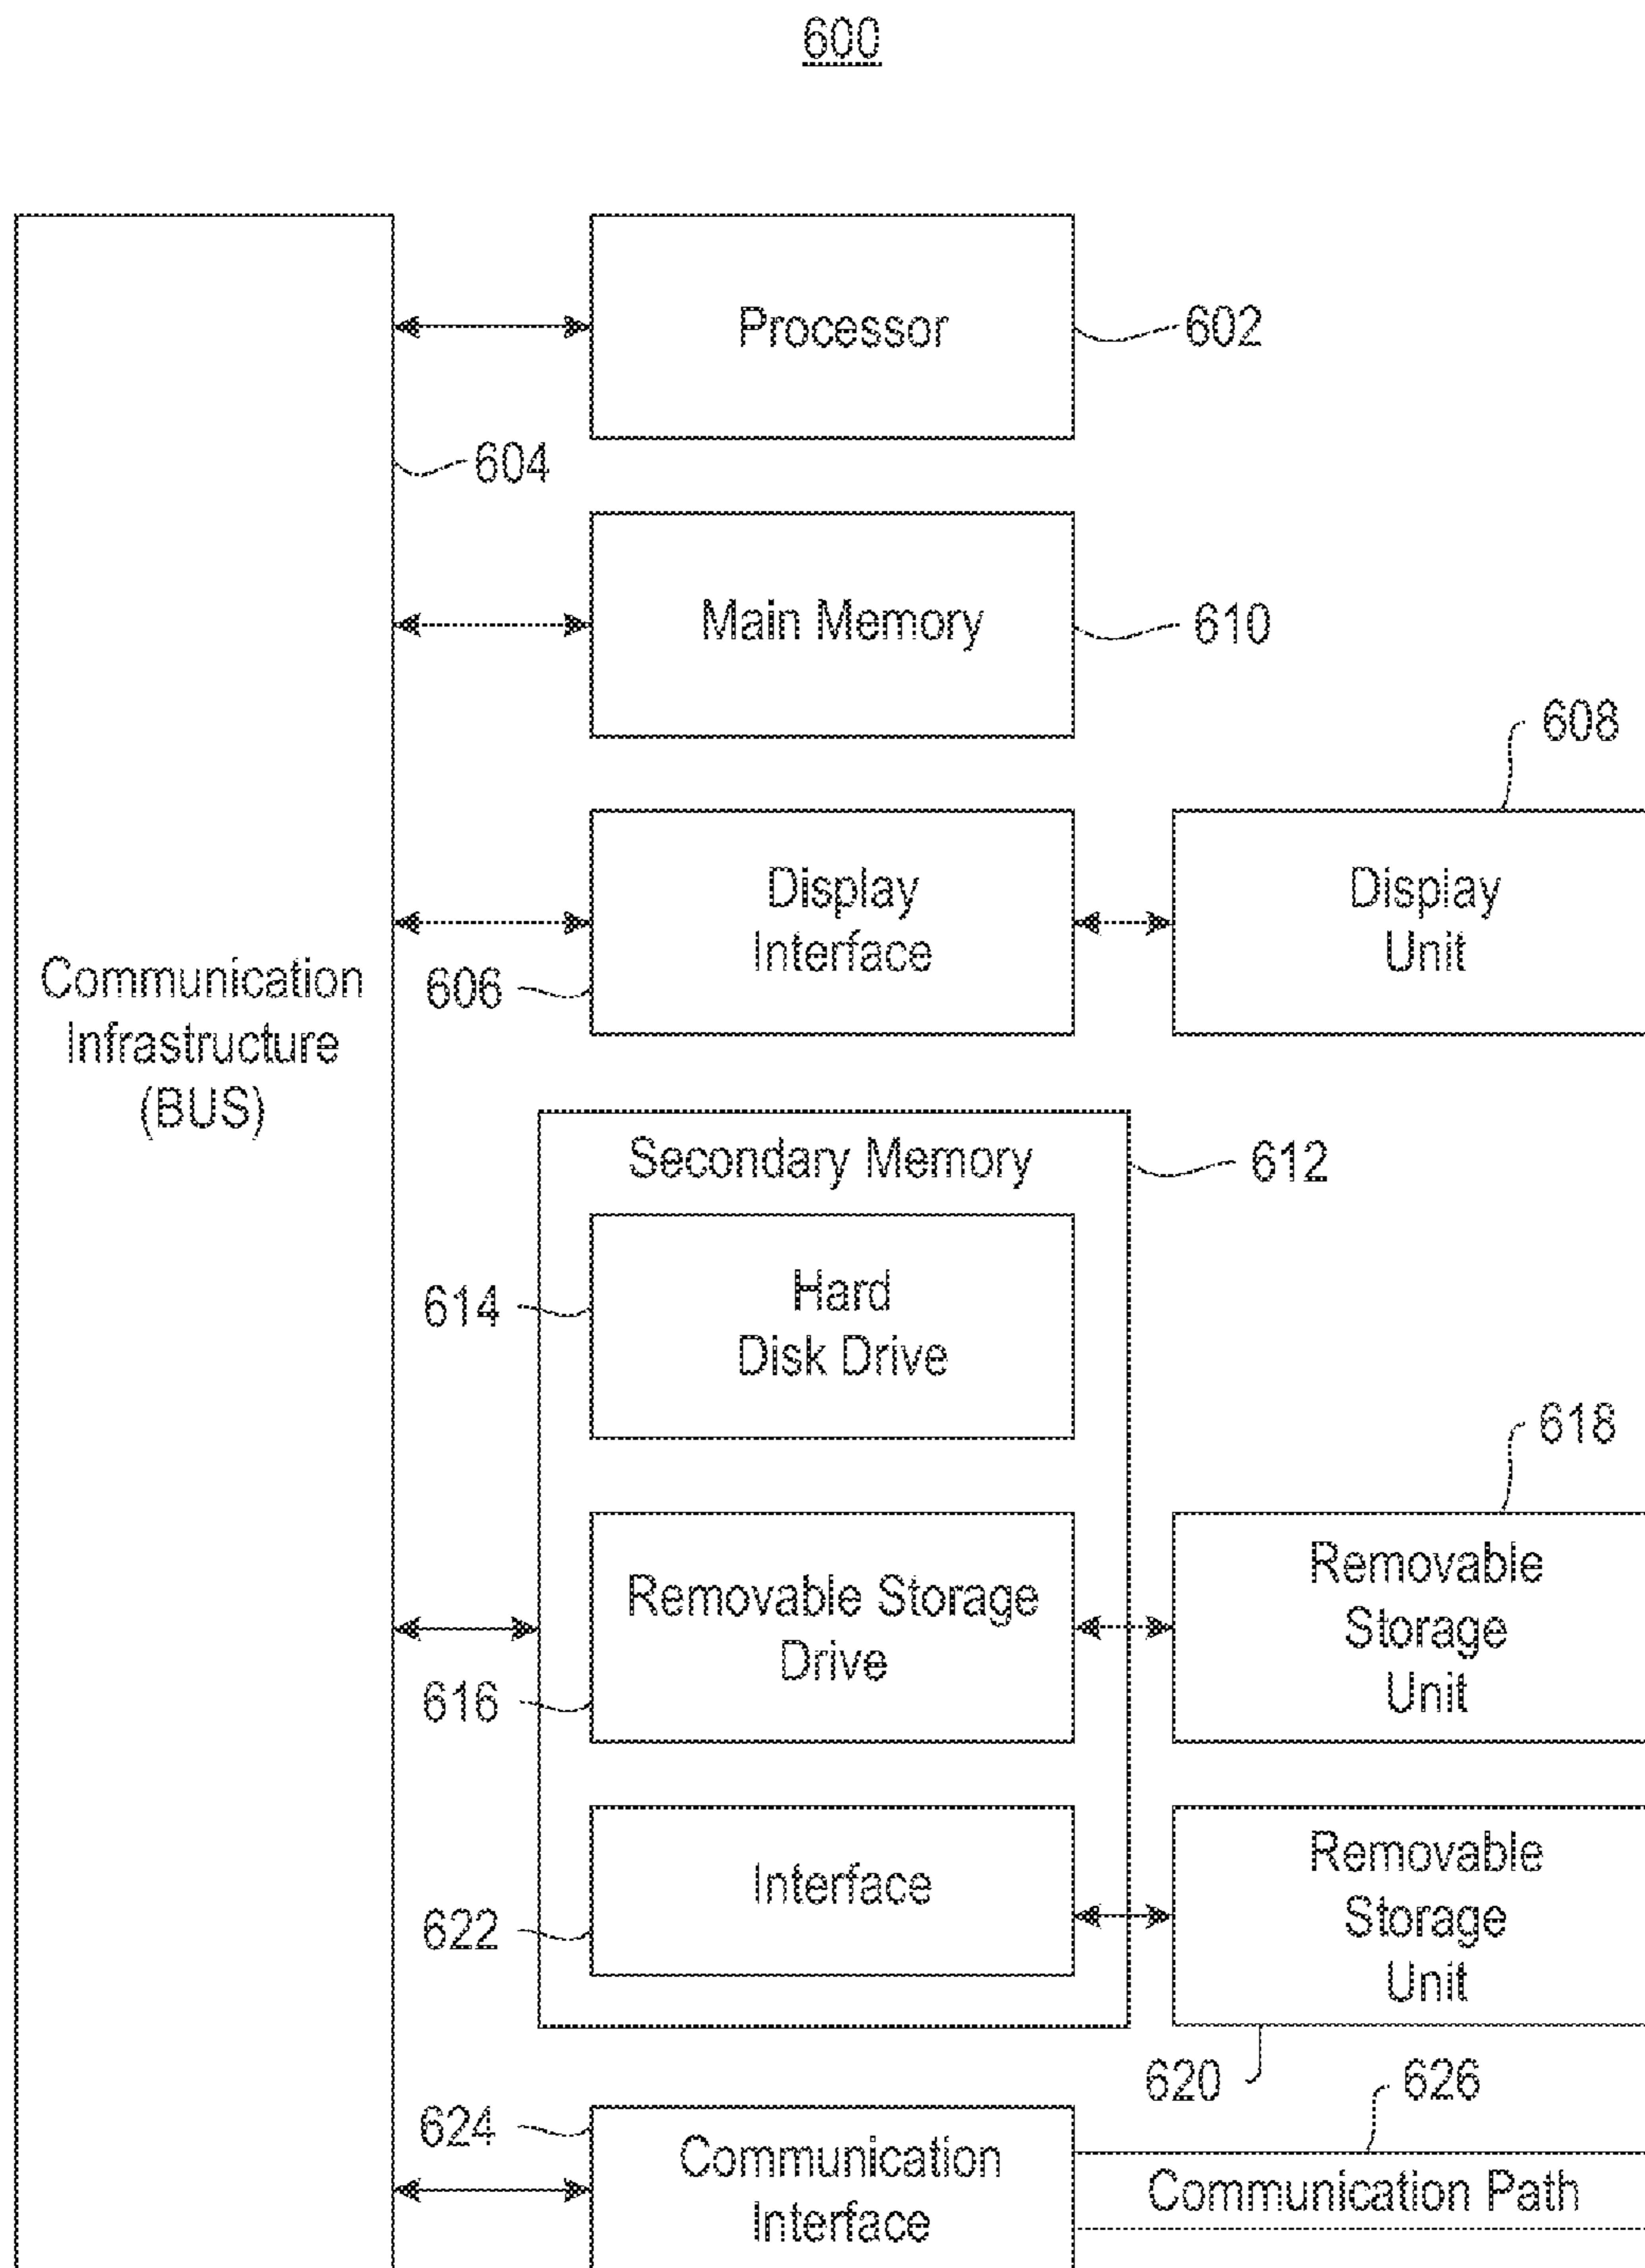 600
Processor
602
604
Main Memory
610
608
Display
Interface
Display
Unit
606
Communication
Infrastructure
(BUS)
Secondary Memory
612
Hard
Disk Drive
614
618
Removable Storage
Drive
Removable
Storage
Unit
616
Interface
Removable
Storage
Unit
622
620
626
624
Communication
Interface
Communication Path